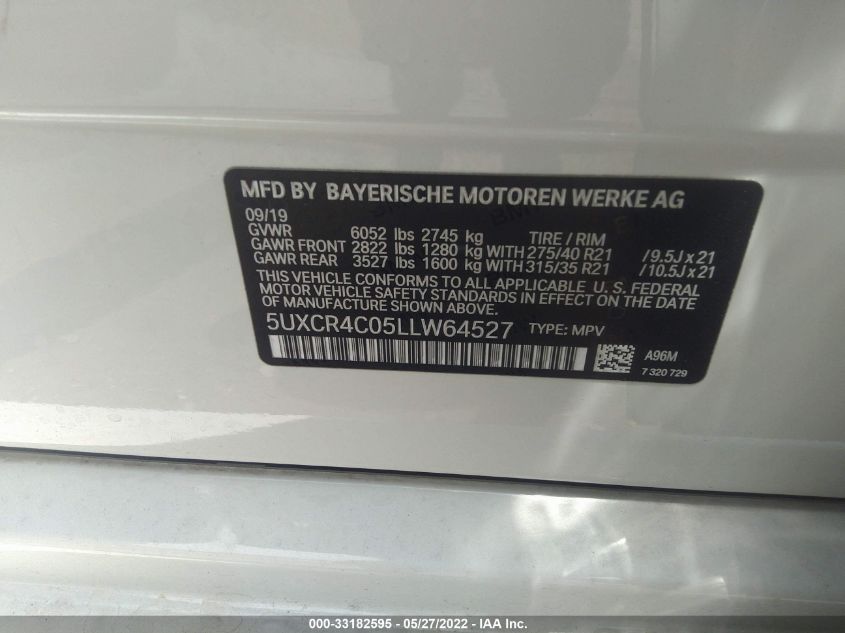 MFD BY BAYERISCHE MOTOREN WERKE AG
09/19
GVWR 6052 lbs 2745 kg TIRE / RIM
GAWR FRONT 2822 lbs 1280 kg WITH 275/40 R21 /9.5J x 21
GAWR REAR 3527 lbs 1600 kg WITH 315/35 R21 /10.5J x 21
THIS VEHICLE CONFORMS TO ALL APPLICABLE U. S. FEDERAL
MOTOR VEHICLE SAFETY STANDARDS IN EFFECT ON THE DATE
OF MANUFACTURE SHOWN ABOVE.
5UXCR4C05LLW64527 TYPE: MPV
A96M
7 320 729
000-33182595 - 05/27/2022 - IAA Inc.